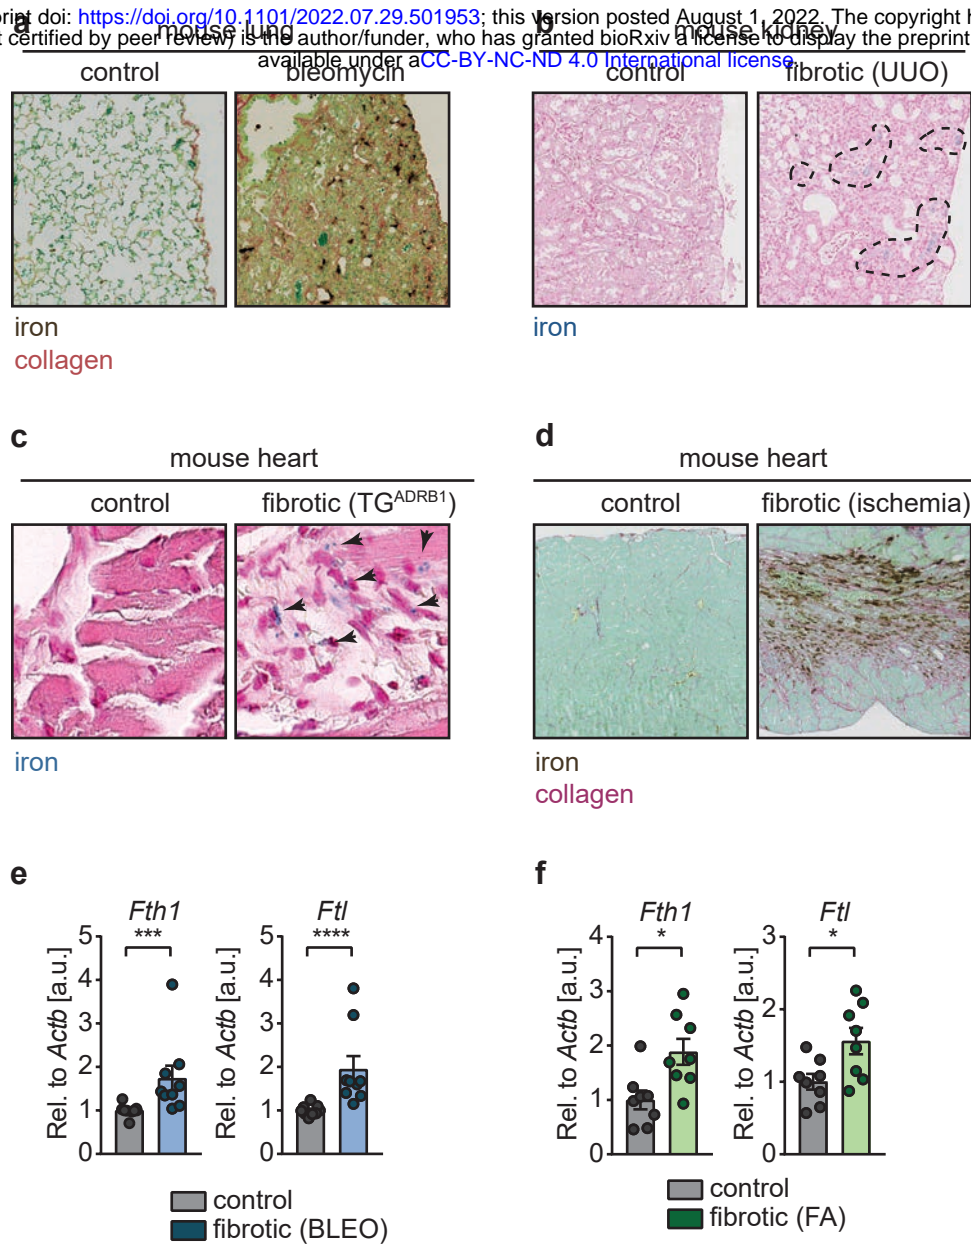 print doi: https://doi.org/10.1101/2022.07.29.501953; this version posted August 1, 2022. The copyright h
t certified by peer review) is the author/funder, who has granted bioRxiv a license to display the preprint
available under aCC-BY-NC-ND 4.0 International license.
a
mouse lung
control bleomycin
iron
collagen
b
mouse kidney
control fibrotic (UUO)
iron
c
mouse heart
control fibrotic (TG^ADRB1)
iron
d
mouse heart
control fibrotic (ischemia)
iron
collagen
e
Fth1
***
Rel. to Actb [a.u.]
5
4
3
2
1
0
Ftl
****
Rel. to Actb [a.u.]
5
4
3
2
1
0
control
fibrotic (BLEO)
f
Fth1
*
Rel. to Actb [a.u.]
4
3
2
1
0
Ftl
*
Rel. to Actb [a.u.]
3
2
1
0
control
fibrotic (FA)